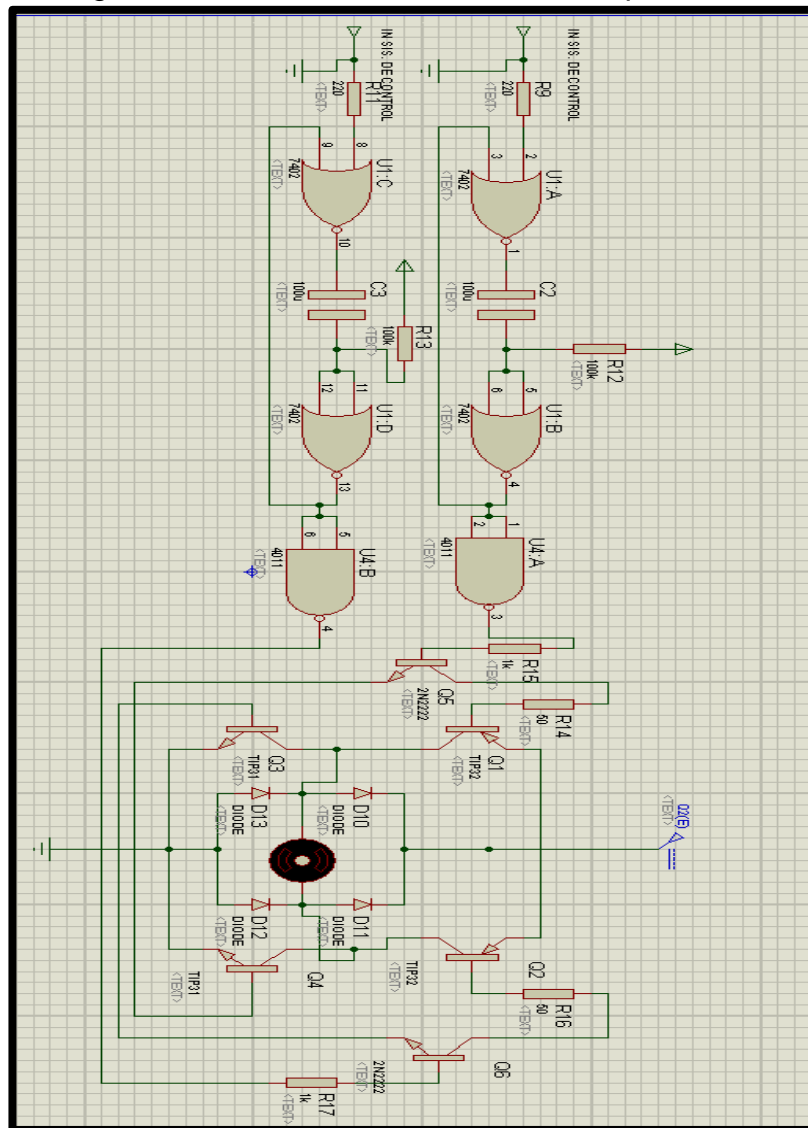 IN SIS. DE CONTROL
R9
220
<TEXT>
2
3
U1:A
7402
<TEXT>
1
C2
100u
<TEXT>
R12
100k
<TEXT>
5
6
U1:B
7402
<TEXT>
4
1
2
U4:A
4011
<TEXT>
3
R15
1k
<TEXT>
IN SIS. DE CONTROL
R11
220
<TEXT>
8
9
U1:C
7402
<TEXT>
10
C3
100u
<TEXT>
R13
100k
<TEXT>
11
12
U1:D
7402
<TEXT>
13
5
6
U4:B
4011
<TEXT>
4
Q5
2N2222
<TEXT>
R14
50
<TEXT>
Q1
TIP32
<TEXT>
Q3
TIP31
<TEXT>
D10
DIODE
<TEXT>
D13
DIODE
<TEXT>
Q2(E)
<TEXT>
D11
DIODE
<TEXT>
D12
DIODE
<TEXT>
Q2
TIP32
<TEXT>
Q4
TIP31
<TEXT>
R16
50
<TEXT>
Q6
2N2222
<TEXT>
R17
1k
<TEXT>